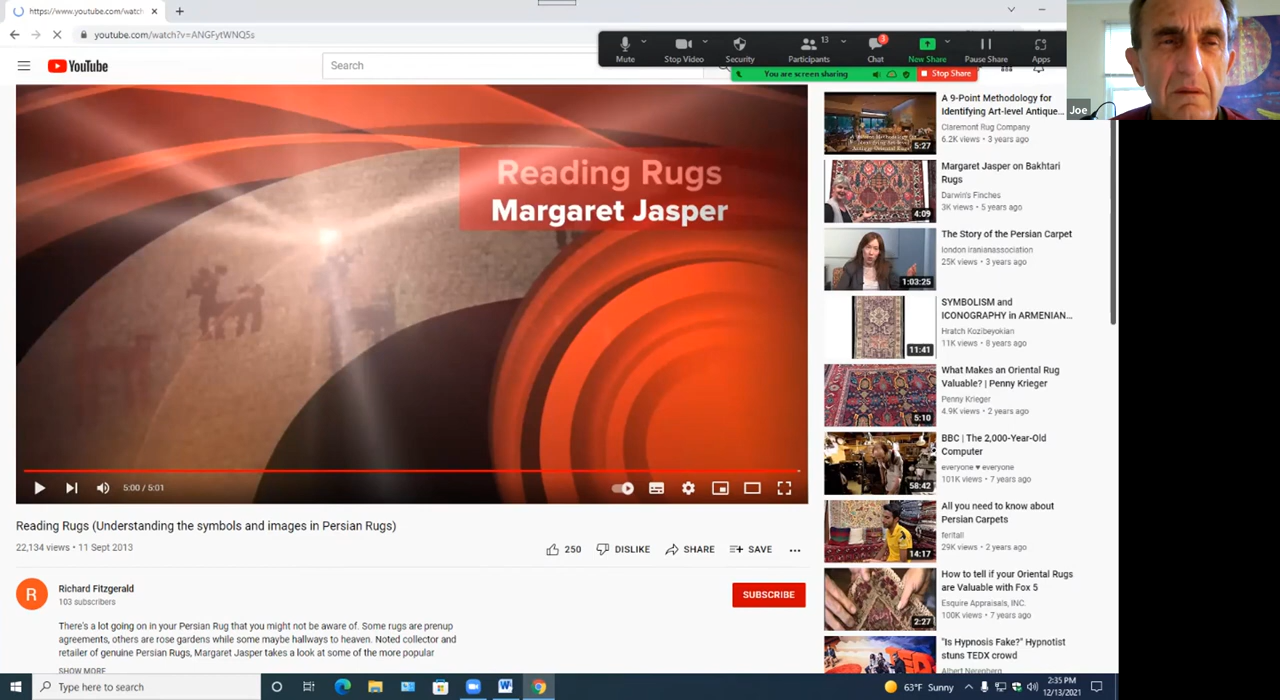 https://www.youtube.com/watch
youtube.com/watch?v=ANGFytWNQ5s
Mute
Stop Video
Security
13
Participants
3
Chat
New Share
Pause Share
Apps
You are screen sharing
Stop Share
Joe
YouTube
Search
Reading Rugs
Margaret Jasper
5:00 / 5:01
Reading Rugs (Understanding the symbols and images in Persian Rugs)
22,134 views • 11 Sept 2013
250
DISLIKE
SHARE
SAVE
R
Richard Fitzgerald
103 subscribers
SUBSCRIBE
There's a lot going on in your Persian Rug that you might not be aware of. Some rugs are prenup
agreements, others are rose gardens while some maybe hallways to heaven. Noted collector and
retailer of genuine Persian Rugs, Margaret Jasper takes a look at some of the more popular
SHOW MORE
5:27
A 9-Point Methodology for
Identifying Art-level Antique...
Claremont Rug Company
6.2K views • 3 years ago
4:09
Margaret Jasper on Bakhtari
Rugs
Darwin's Finches
3K views • 5 years ago
1:03:25
The Story of the Persian Carpet
london iranianassociation
25K views • 3 years ago
11:41
SYMBOLISM and
ICONOGRAPHY in ARMENIAN...
Hratch Kozibeyokian
11K views • 8 years ago
5:10
What Makes an Oriental Rug
Valuable? | Penny Krieger
Penny Krieger
4.9K views • 2 years ago
58:42
BBC | The 2,000-Year-Old
Computer
everyone ♥ everyone
101K views • 7 years ago
14:17
All you need to know about
Persian Carpets
feritall
29K views • 2 years ago
2:27
How to tell if your Oriental Rugs
are Valuable with Fox 5
Esquire Appraisals, INC.
100K views • 7 years ago
TED
"Is Hypnosis Fake?" Hypnotist
stuns TEDX crowd
Albert Nerenberg
Type here to search
63°F Sunny
2:35 PM
12/13/2021